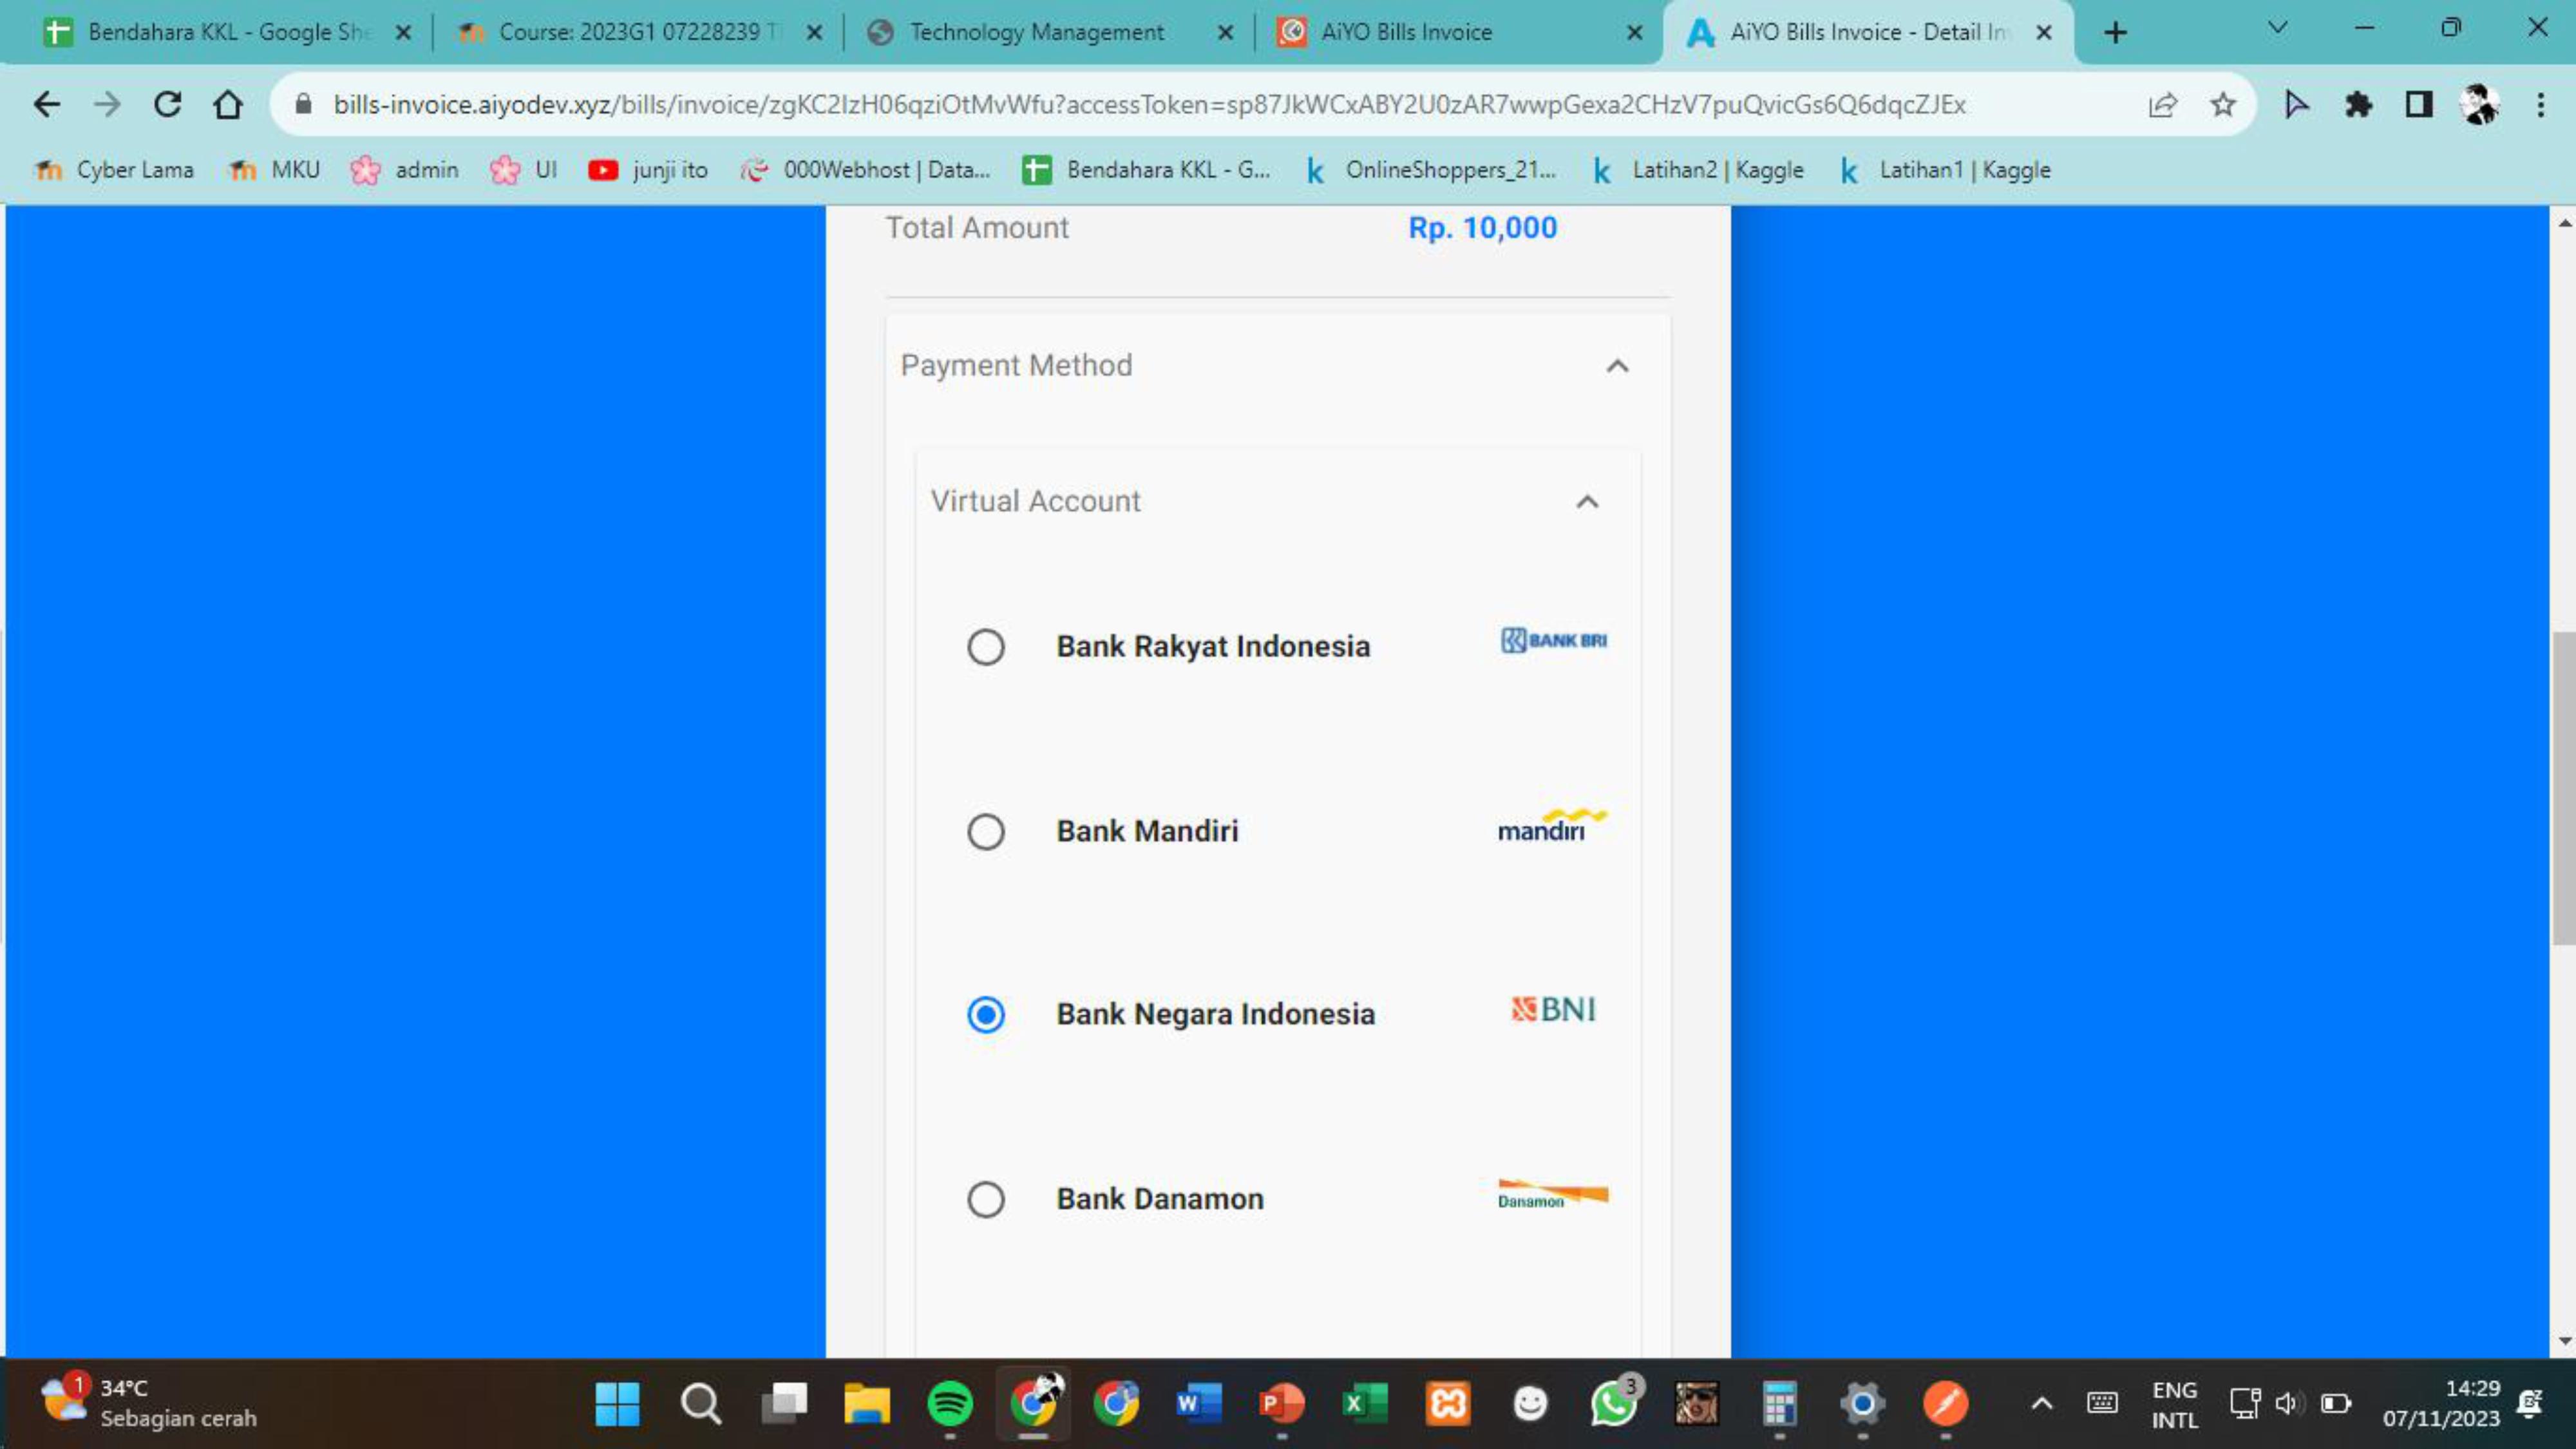 Bendahara KKL - Google She
Course: 2023G1 07228239 T
Technology Management
AiYO Bills Invoice
AiYO Bills Invoice - Detail In
bills-invoice.aiyodev.xyz/bills/invoice/zgKC2IzH06qziOtMvWfu?accessToken=sp87JkWCxABY2U0zAR7wwpGexa2CHzV7puQvicGs6Q6dqcZJEx
Cyber Lama
MKU
admin
UI
junji ito
000Webhost | Data...
Bendahara KKL - G...
OnlineShoppers_21...
Latihan2 | Kaggle
Latihan1 | Kaggle
Total Amount Rp. 10,000
Payment Method
Virtual Account
Bank Rakyat Indonesia BANK BRI
Bank Mandiri mandiri
Bank Negara Indonesia BNI
Bank Danamon Danamon
1
34°C
Sebagian cerah
3
ENG
INTL
14:29
07/11/2023